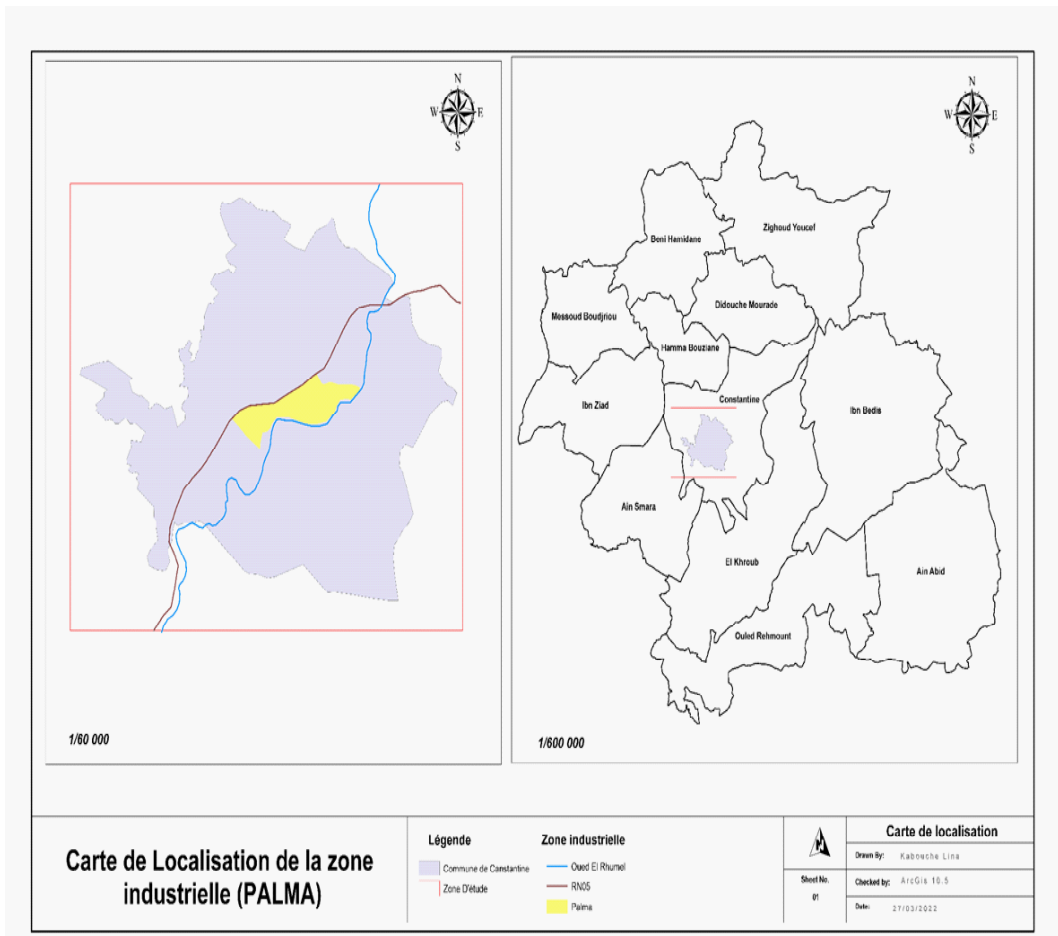 N
W E
S
1/60 000
N
W E
S
Zighoud Youcef
Beni Hamidane
Didouche Mourade
Messoud Boudjriou
Hamma Bouziane
Constantine
Ibn Ziad
Ibn Bedis
Ain Smara
El Khroub
Ain Abid
Ouled Rehmount
1/600 000
Carte de Localisation de la zone
industrielle (PALMA)
Légende
Commune de Canstantine
Zone D'étude
Zone industrielle
Oued El Rhumel
RN05
Palma
Sheet No.
01
Carte de localisation
Drawn By: Kabouche Lina
Checked by: ArcGis 10.5
Date: 27/03/2022